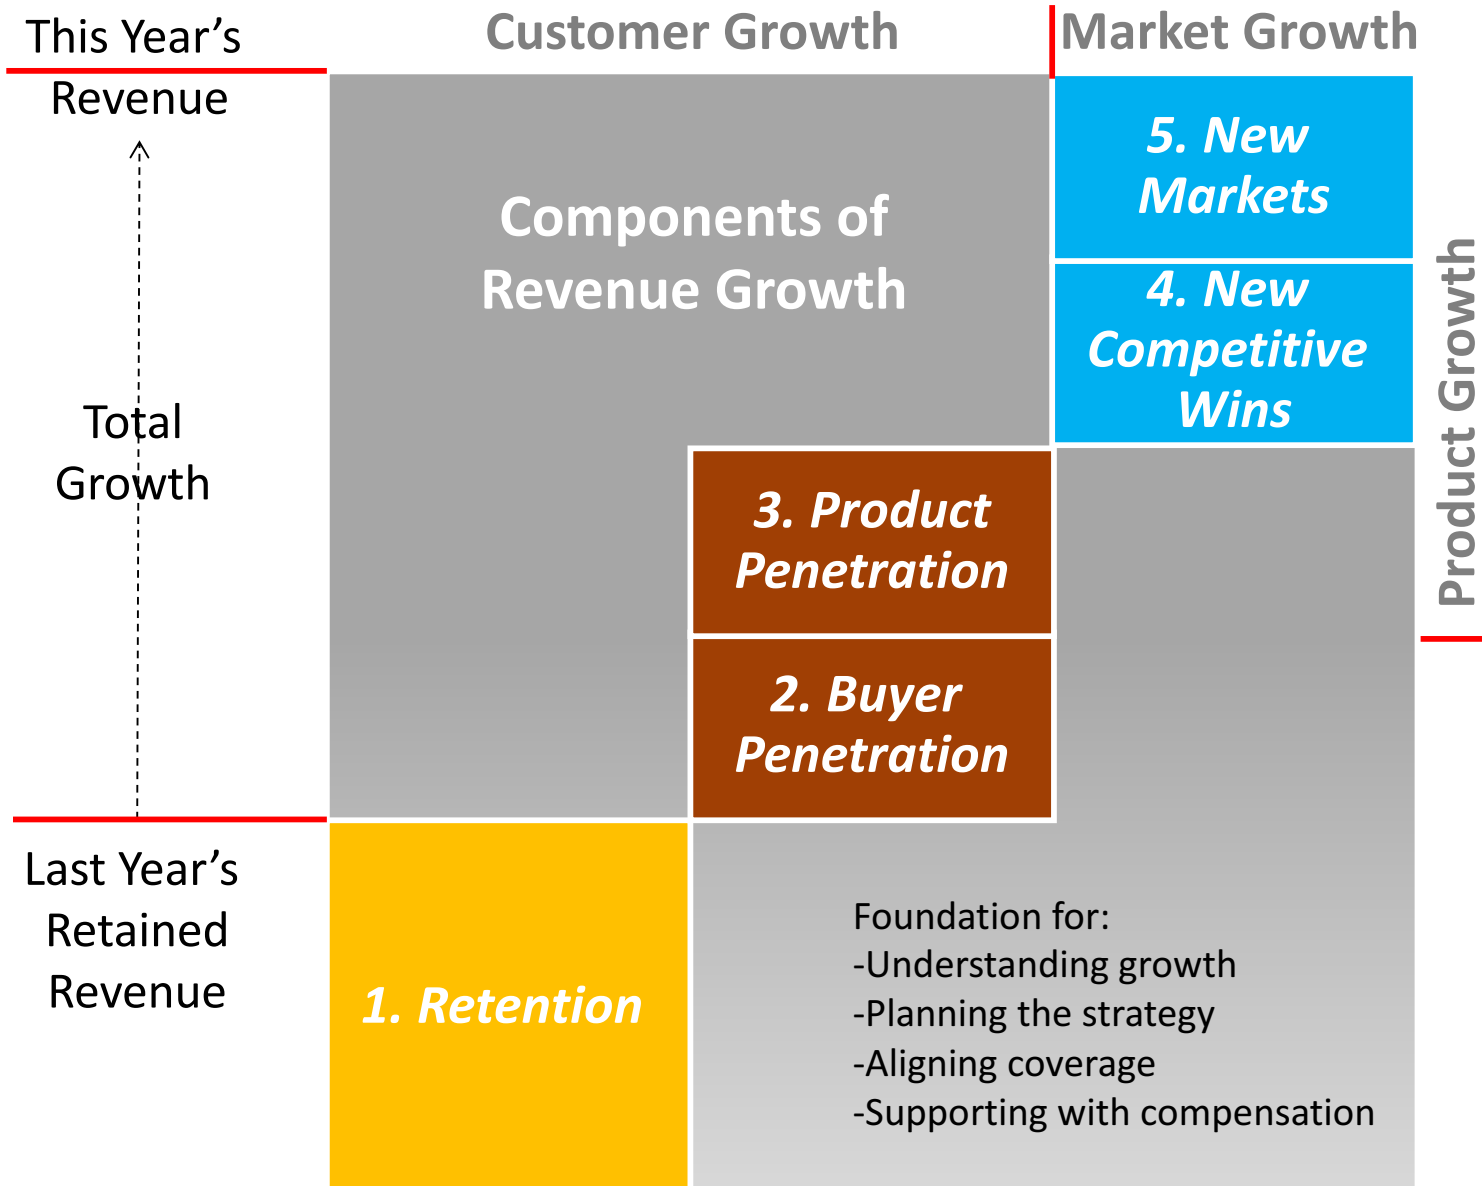 This Year’s
Revenue
Customer Growth
Market Growth
Components of
Revenue Growth
5. New
Markets
4. New
Competitive
Wins
Product Growth
Total
Growth
3. Product
Penetration
2. Buyer
Penetration
Last Year’s
Retained
Revenue
1. Retention
Foundation for:
-Understanding growth
-Planning the strategy
-Aligning coverage
-Supporting with compensation